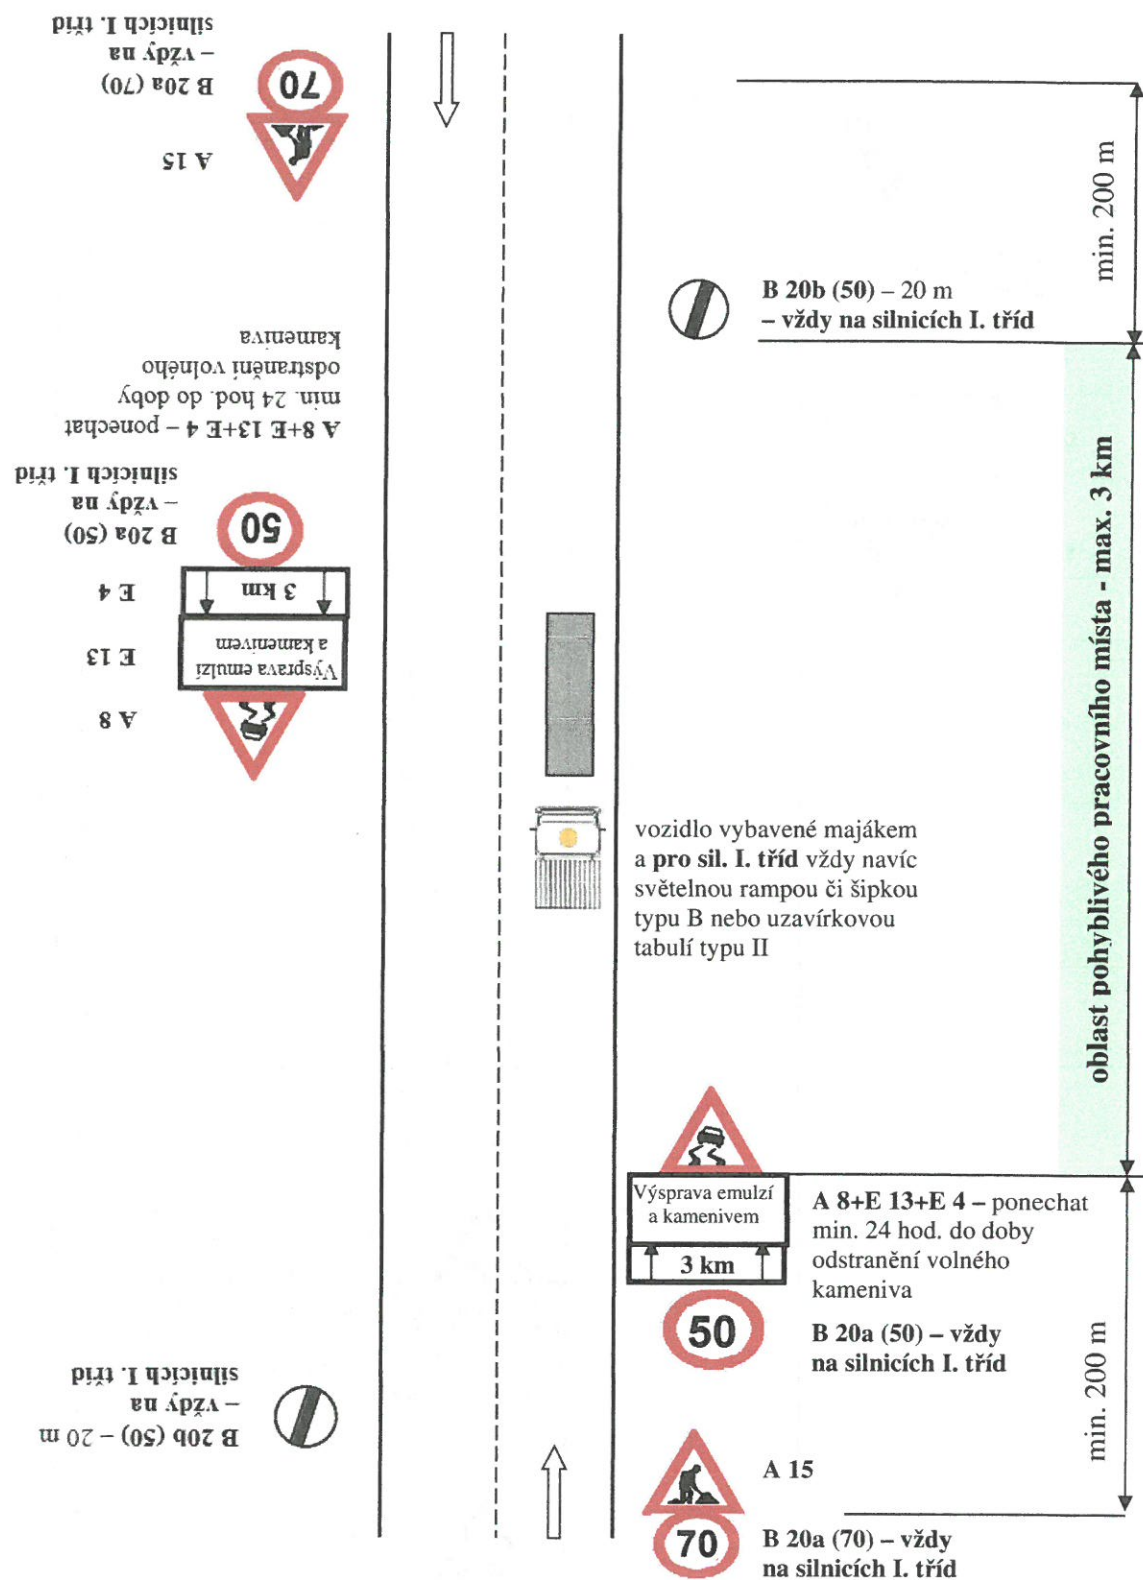 B 20a (70)
– vždy na
silnicích I. tříd
70
A 15
min. 200 m
B 20b (50) – 20 m
– vždy na silnicích I. tříd
A 8+E 13+E 4 – ponechat
min. 24 hod. do doby
odstranění volného
kameniva
B 20a (50)
– vždy na
silnicích I. tříd
50
E 4
3 km
E 13
Výsprava emulzí
a kamenivem
A 8
oblast pohyblivého pracovního místa - max. 3 km
vozidlo vybavené majákem
a pro sil. I. tříd vždy navíc
světelnou rampou či šipkou
typu B nebo uzavírkovou
tabulí typu II
Výsprava emulzí
a kamenivem
3 km
A 8+E 13+E 4 – ponechat
min. 24 hod. do doby
odstranění volného
kameniva
50
B 20a (50) – vždy
na silnicích I. tříd
min. 200 m
B 20b (50) – 20 m
– vždy na
silnicích I. tříd
A 15
70
B 20a (70) – vždy
na silnicích I. tříd